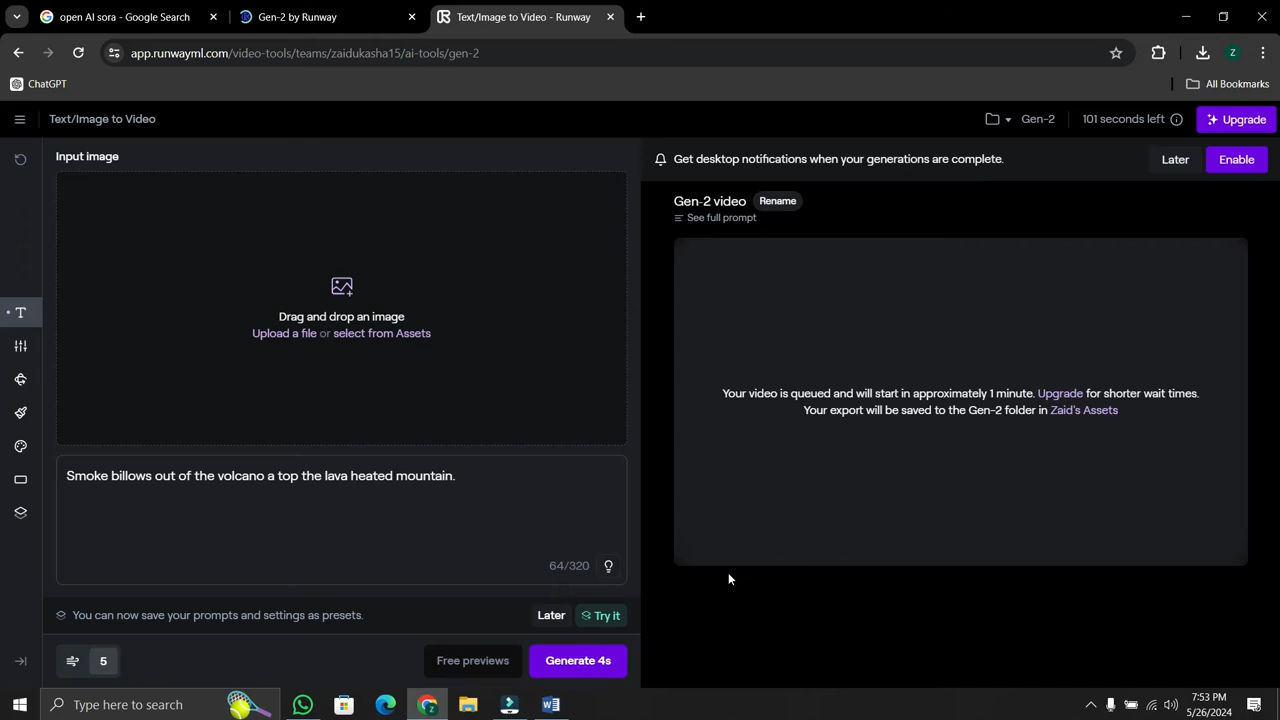 open AI sora - Google Search
Gen-2 by Runway
Text/Image to Video - Runway
app.runwayml.com/video-tools/teams/zaidukasha15/ai-tools/gen-2
Z
ChatGPT
All Bookmarks
Text/Image to Video
Gen-2
101 seconds left
Upgrade
Input image
Get desktop notifications when your generations are complete.
Later
Enable
Gen-2 video
Rename
See full prompt
Drag and drop an image
Upload a file or select from Assets
Your video is queued and will start in approximately 1 minute. Upgrade for shorter wait times.
Your export will be saved to the Gen-2 folder in Zaid's Assets
Smoke billows out of the volcano a top the lava heated mountain.
64/320
You can now save your prompts and settings as presets.
Later
Try it
5
Free previews
Generate 4s
Type here to search
7:53 PM
5/26/2024